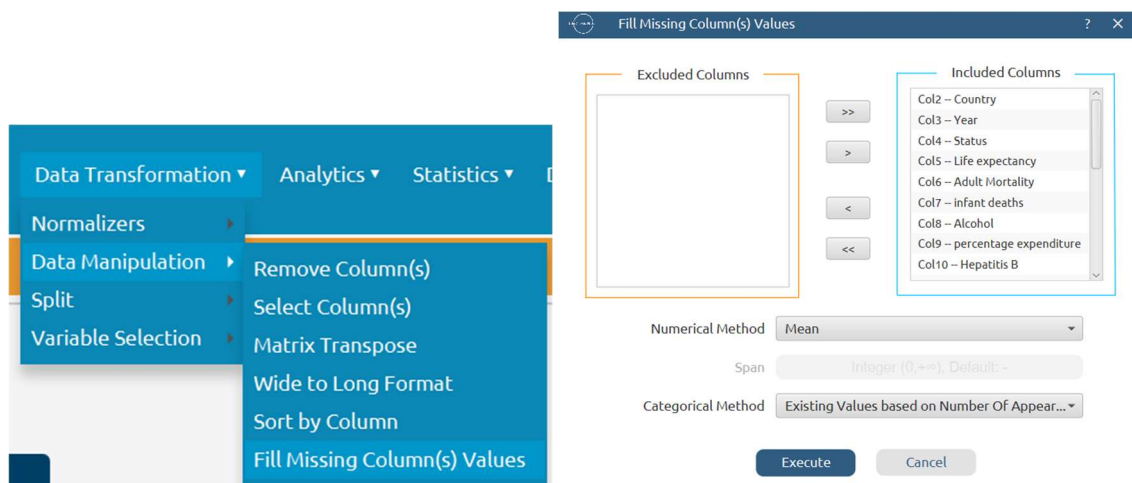 Data Transformation ▾
Analytics ▾
Statistics ▾
Normalizers
Data Manipulation
Split
Variable Selection
Remove Column(s)
Select Column(s)
Matrix Transpose
Wide to Long Format
Sort by Column
Fill Missing Column(s) Values
Fill Missing Column(s) Values
? ×
Excluded Columns
>>
>
<
<<
Included Columns
Col2 -- Country
Col3 -- Year
Col4 -- Status
Col5 -- Life expectancy
Col6 -- Adult Mortality
Col7 -- infant deaths
Col8 -- Alcohol
Col9 -- percentage expenditure
Col10 -- Hepatitis B
Numerical Method Mean
Span Integer (0,+∞), Default: -
Categorical Method Existing Values based on Number Of Appear...
Execute Cancel